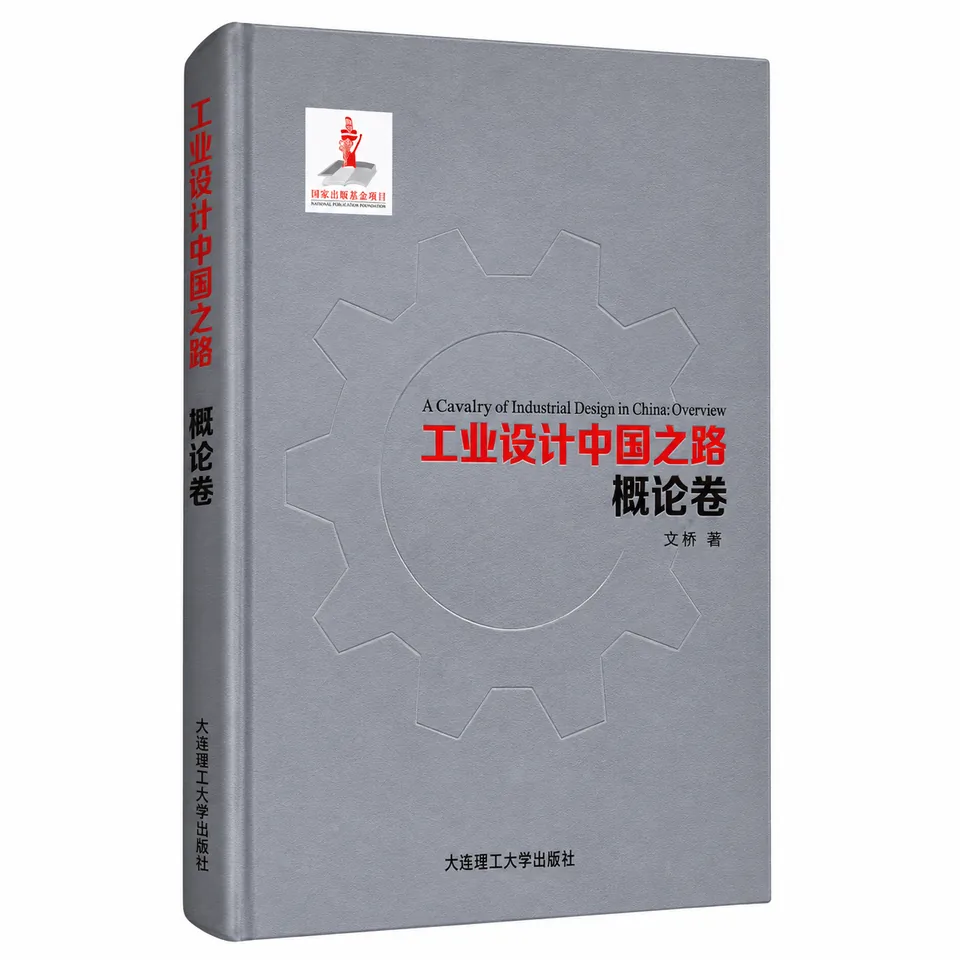 工业设计中国之路 概论卷
大连理工大学出版社
国家出版基金项目
NATIONAL PUBLICATION FOUNDATION
A Cavalry of Industrial Design in China: Overview
工业设计中国之路
概论卷
文桥 著
大连理工大学出版社